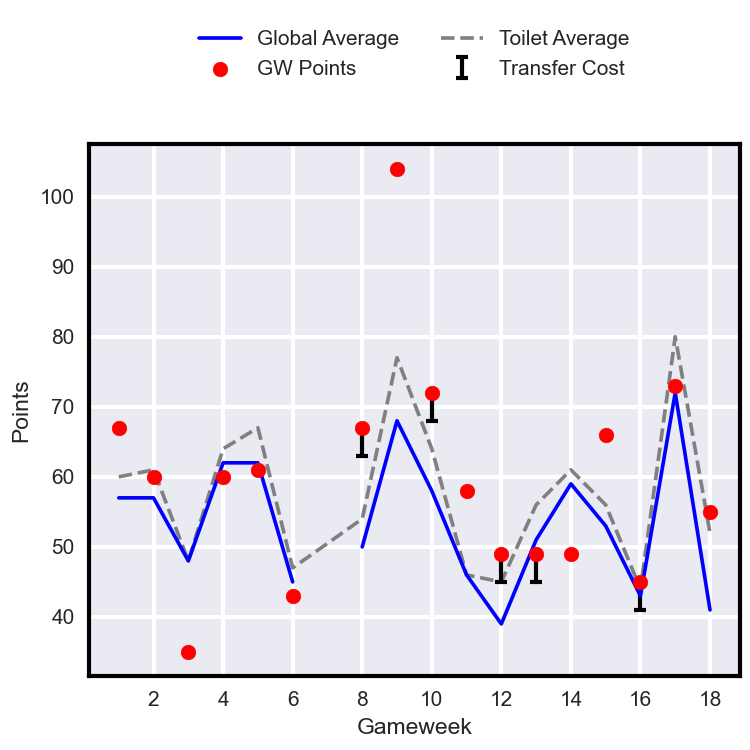 Global Average
Toilet Average
GW Points
Transfer Cost
100
90
80
70
60
50
40
Points
2 4 6 8 10 12 14 16 18
Gameweek